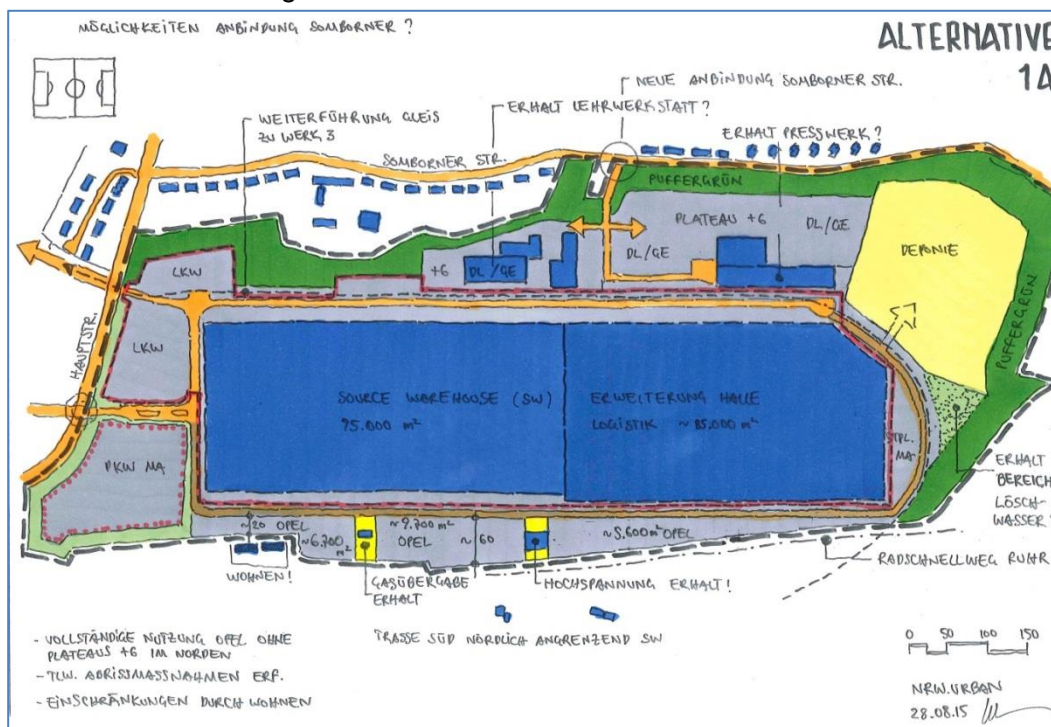 MÖGLICHKEITEN ANBINDUNG SOMBORNER ?
ALTERNATIVE
1A
NEUE ANBINDUNG SOMBORNER STR.
ERHALT LEHRWERKSTATT?
WEITERFÜHRUNG GLEIS
ZU WERK 3
ERHALT PRESSWERK?
SOMBORNER STR.
PUFFERGRÜN
PLATEAU +6
DL/GE
DL/GE
DEPONIE
LKW
+6
DL/GE
PUFFERGRÜN
LKW
HAUPTSTR.
SOURCE WAREHOUSE (SW)
95.000 m²
ERWEITERUNG HALLE
LOGISTIK ~ 85.000 m²
PKW MA
STPL. MA
ERHALT
BEREICH
LÖSCH-
WASSER
~20 OPEL
~6.700 m²
~9.700 m²
OPEL
~60
~8.600 m² OPEL
RADSCHNELLWEG RUHR
WOHNEN!
GASÜBERGABE
ERHALT
HOCHSPANNUNG ERHALT!
TRASSE SÜD NÖRDLICH ANGRENZEND SW
- VOLLSTÄNDIGE NUTZUNG OPEL OHNE
PLATEAUS +6 IM NORDEN
- TLW. ABRISSMASSNAHMEN ERF.
- EINSCHRÄNKUNGEN DURCH WOHNEN
0 50 100 150
NRW.URBAN
28.08.15